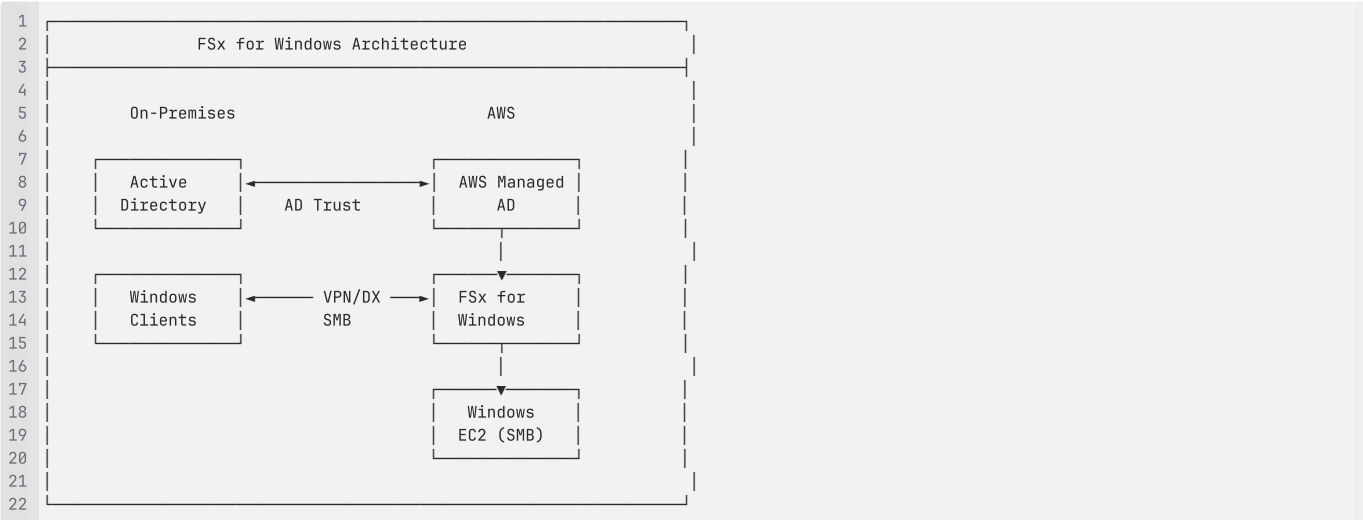 1
2 FSx for Windows Architecture
3
4
5 On-Premises AWS
6
7
8 Active AWS Managed
9 Directory AD Trust AD
10
11
12
13 Windows VPN/DX FSx for
14 Clients SMB Windows
15
16
17
18 Windows
19 EC2 (SMB)
20
21
22